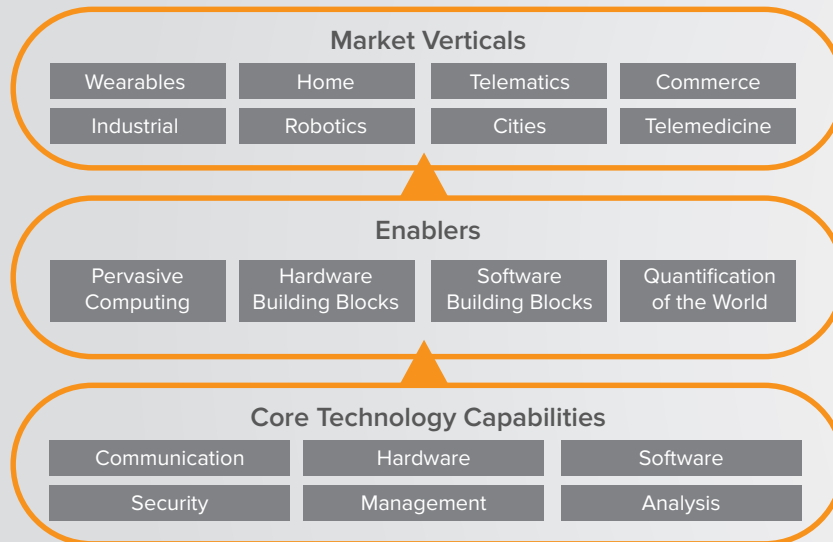 Market Verticals
Wearables
Home
Telematics
Commerce
Industrial
Robotics
Cities
Telemedicine
Enablers
Pervasive
Computing
Hardware
Building Blocks
Software
Building Blocks
Quantification
of the World
Core Technology Capabilities
Communication
Hardware
Software
Security
Management
Analysis